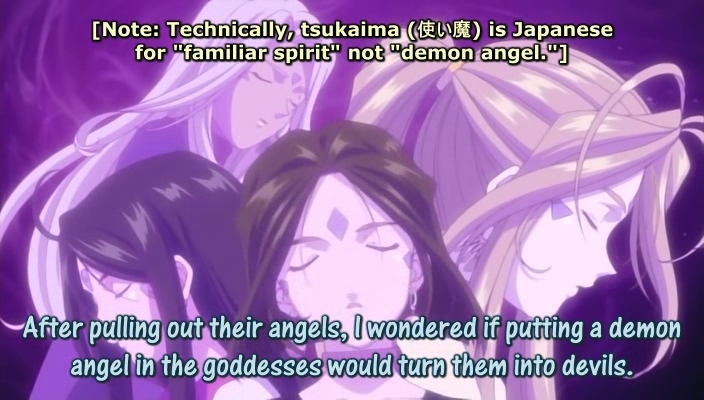 [Note: Technically, tsukaima (使い魔) is Japanese
for "familiar spirit" not "demon angel."]
After pulling out their angels, I wondered if putting a demon
angel in the goddesses would turn them into devils.